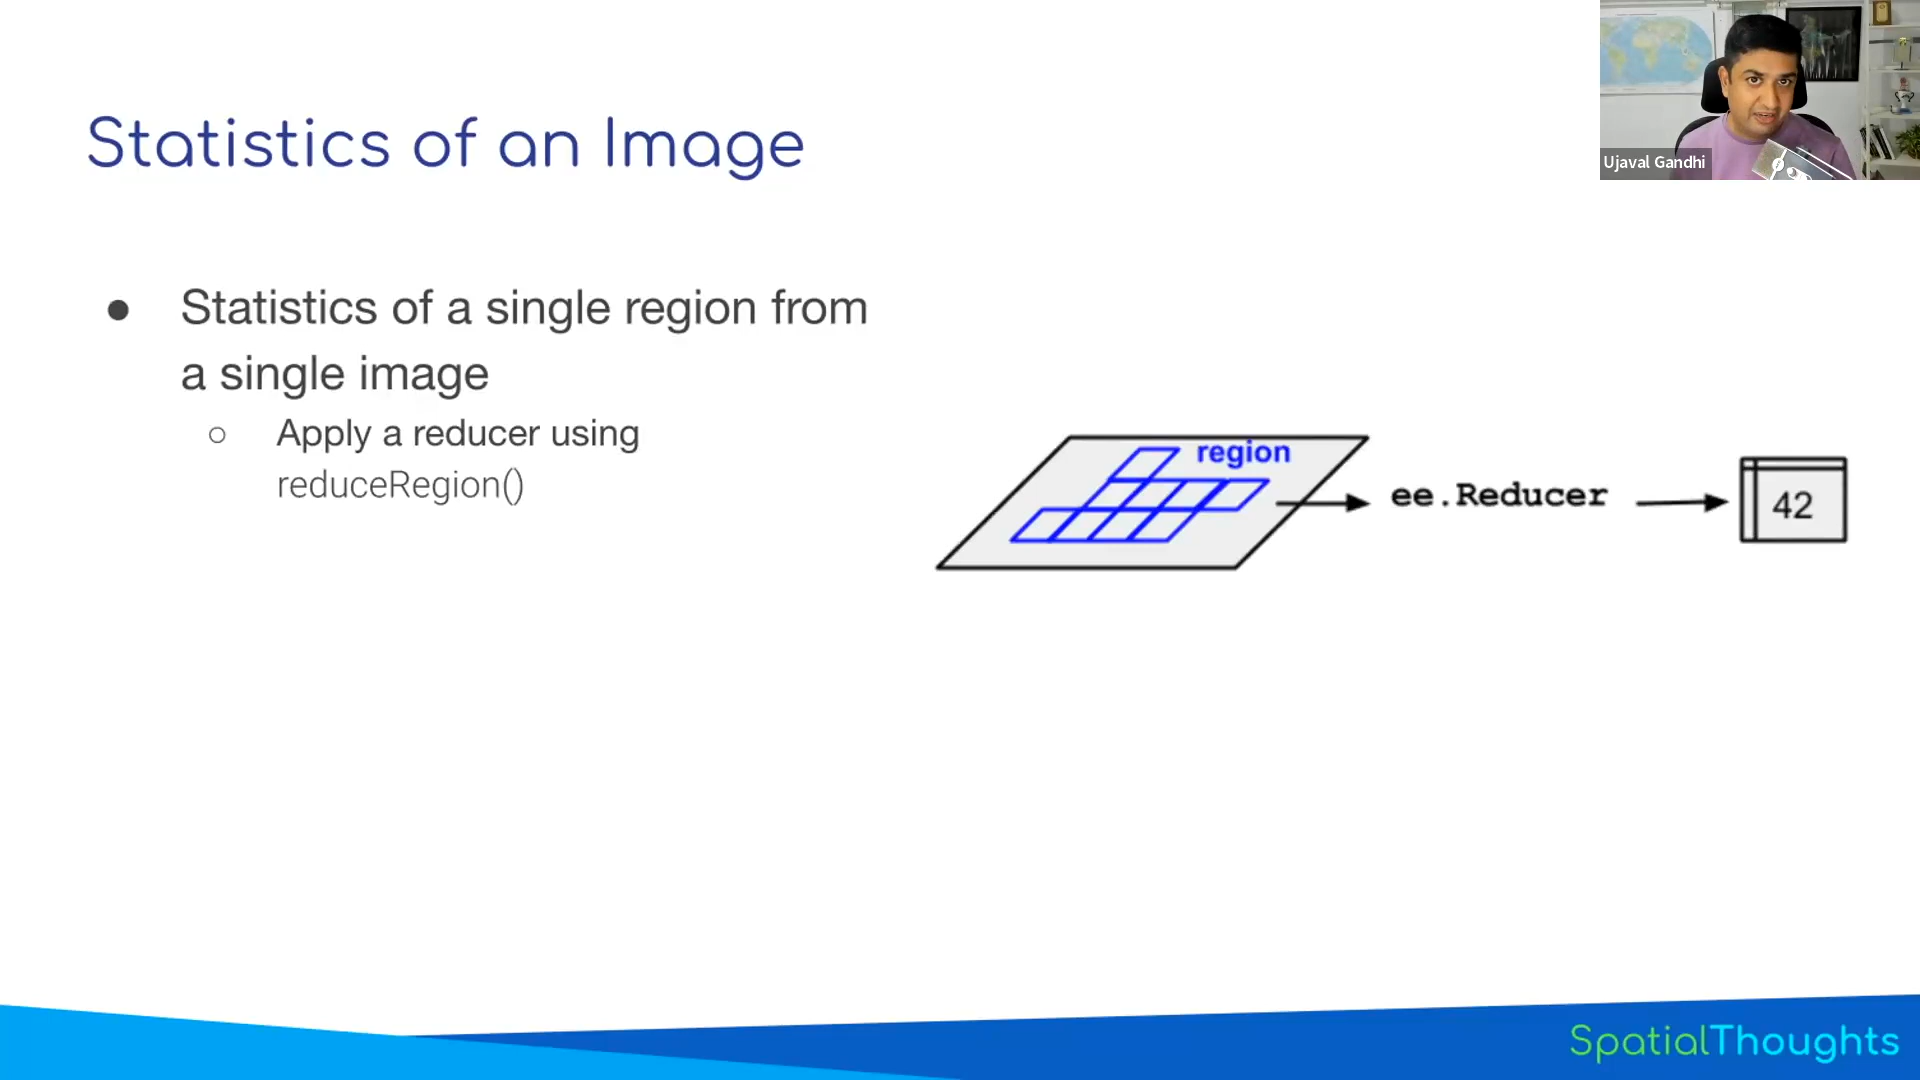 Statistics of an Image
Ujaval Gandhi
● Statistics of a single region from
a single image
○ Apply a reducer using
reduceRegion()
region
ee.Reducer
42
SpatialThoughts